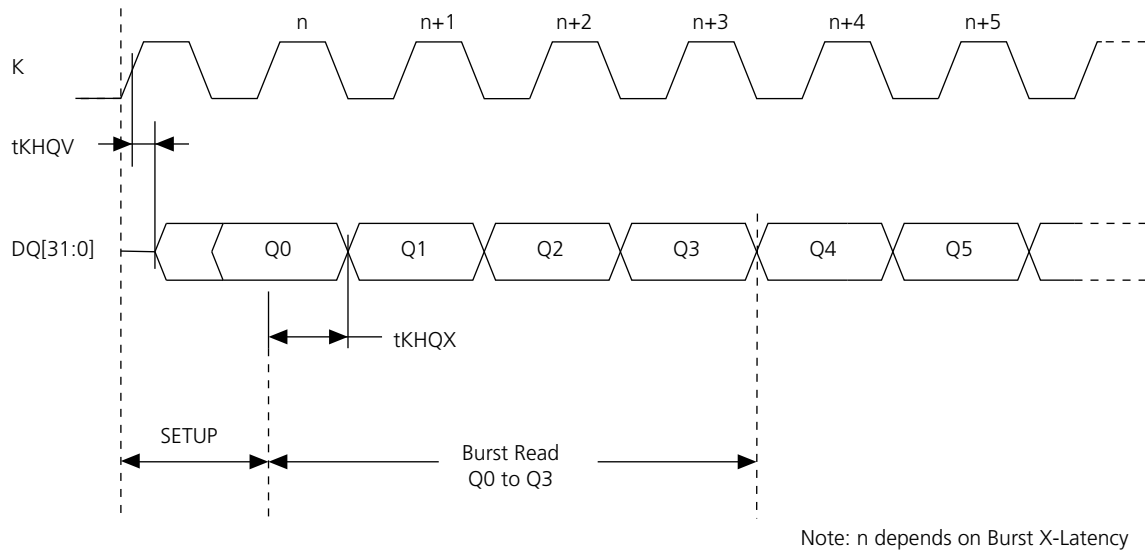 n n+1 n+2 n+3 n+4 n+5
K
tKHQV
DQ[31:0] Q0 Q1 Q2 Q3 Q4 Q5
tKHQX
SETUP
Burst Read
Q0 to Q3
Note: n depends on Burst X-Latency